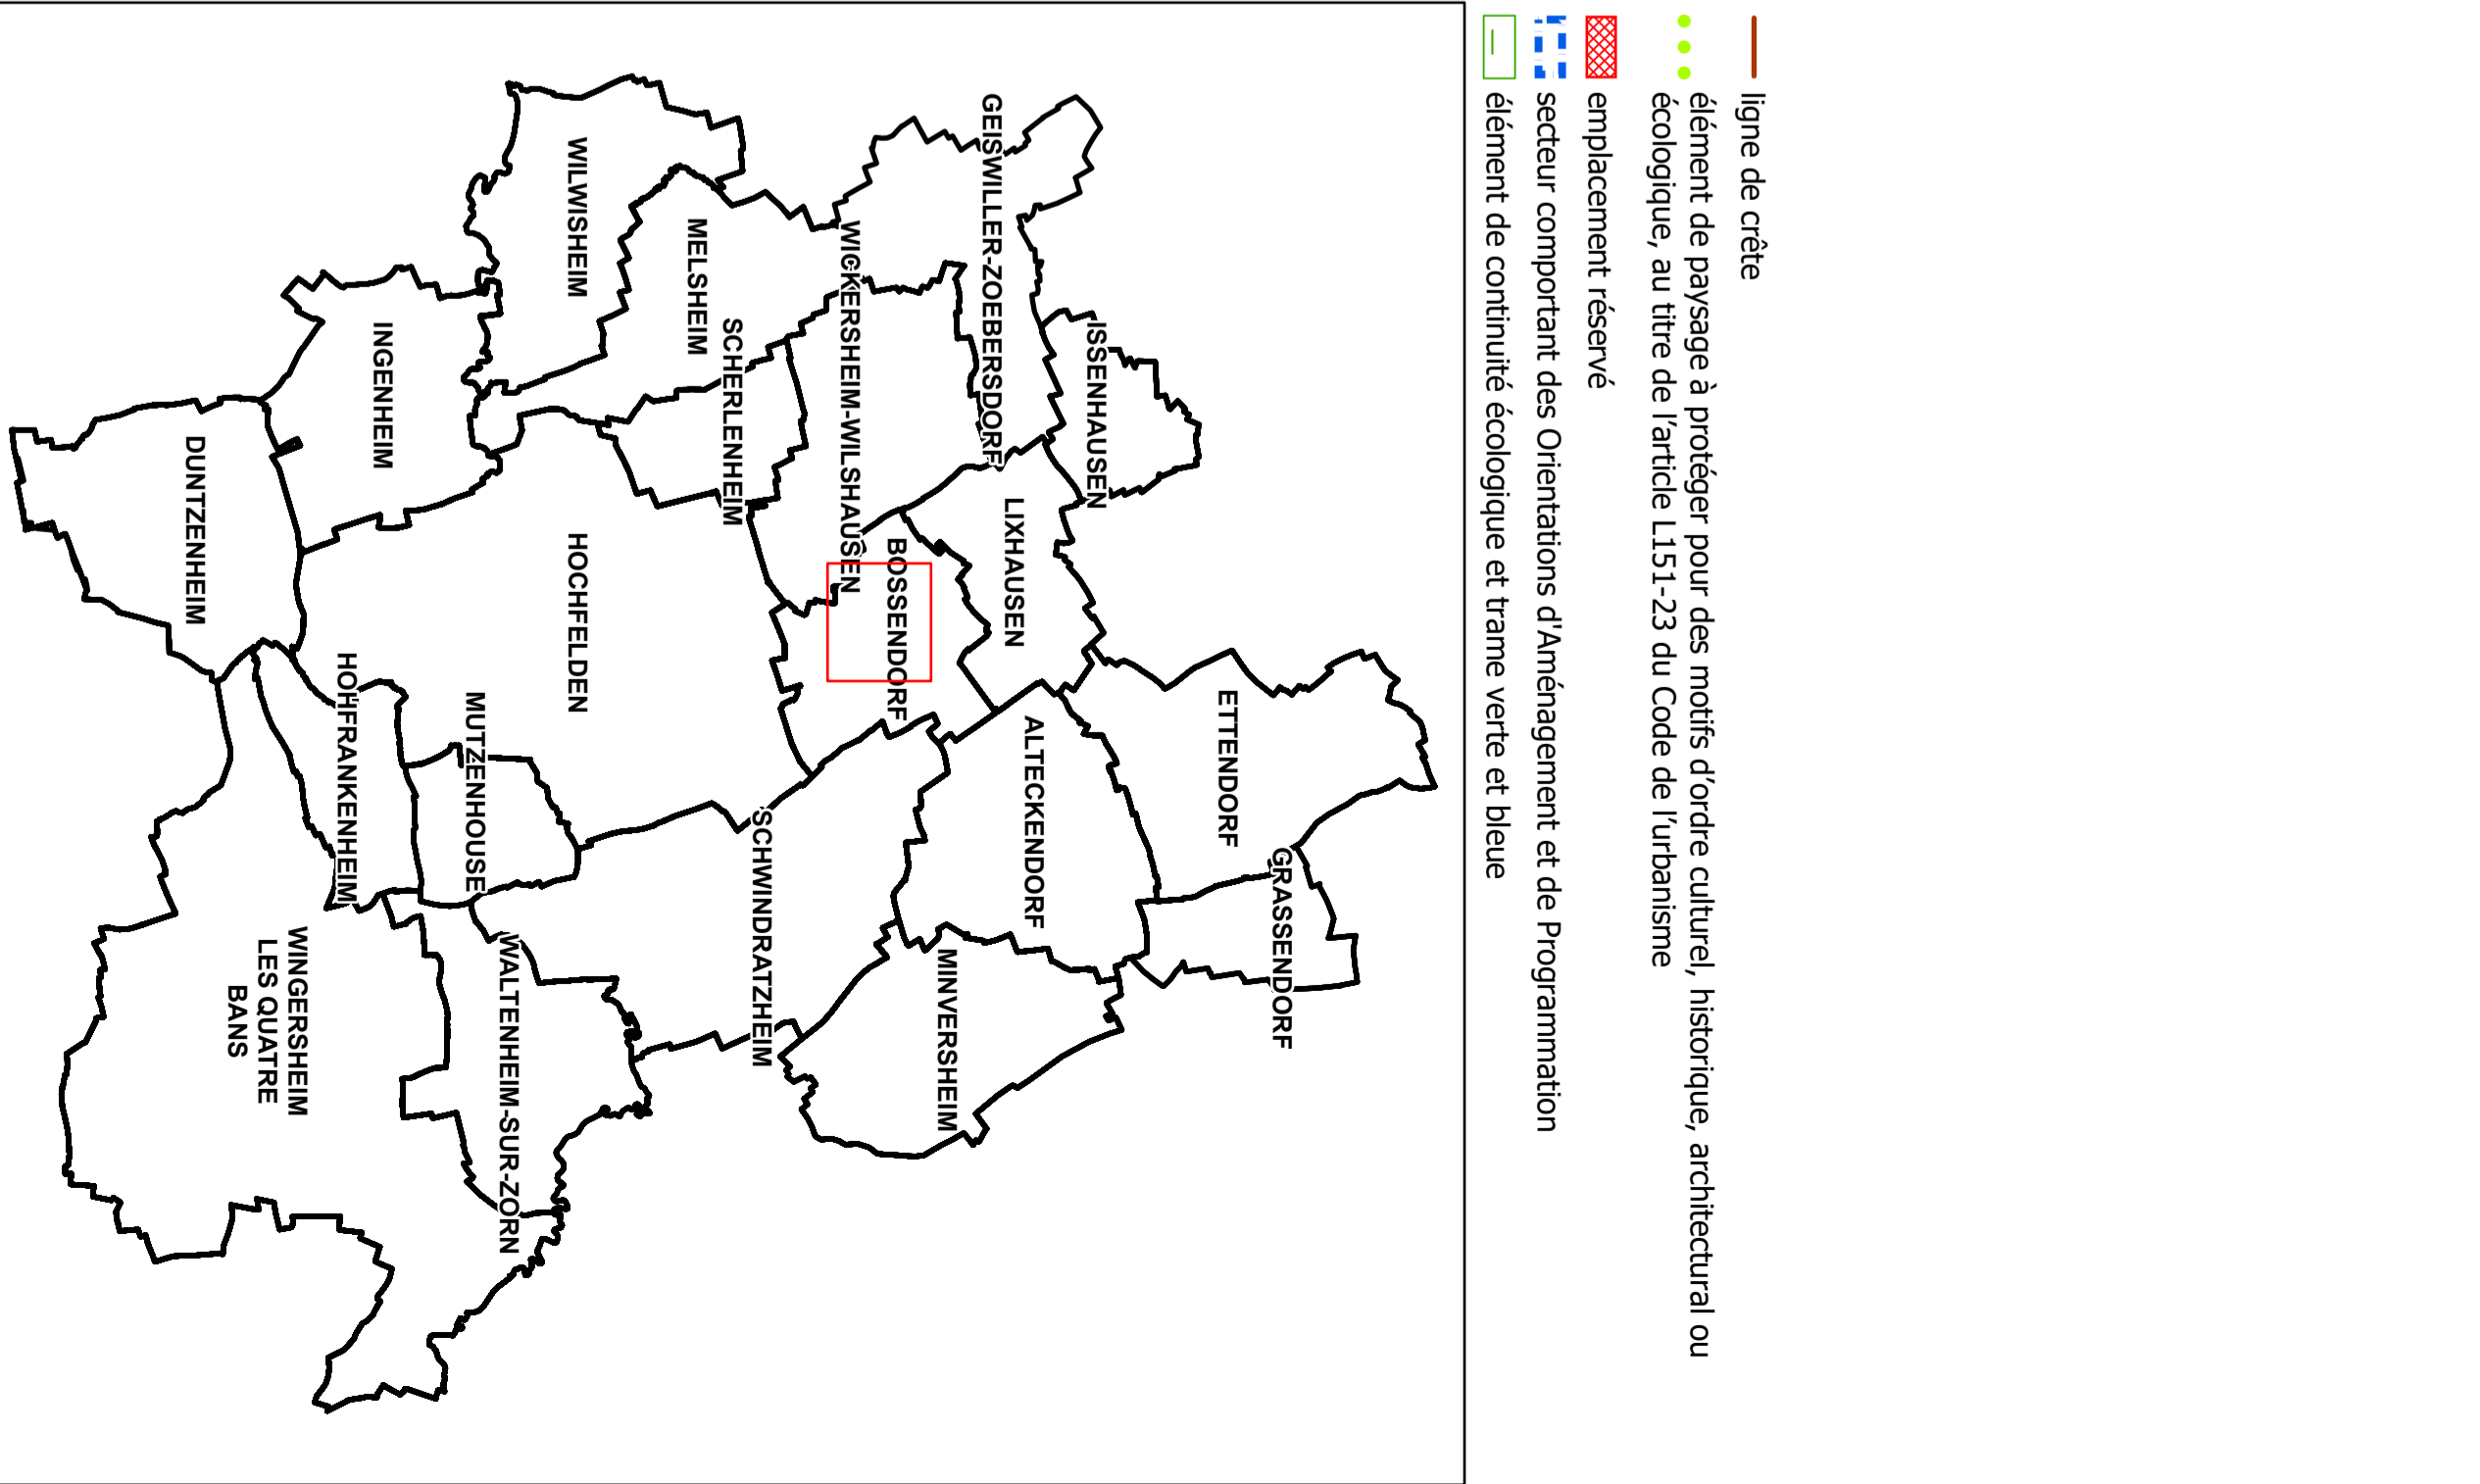 ligne de crête
élément de paysage à protéger pour des motifs d’ordre culturel, historique, architectural ou
écologique, au titre de l’article L151-23 du Code de l’urbanisme
emplacement réservé
secteur comportant des Orientations d'Aménagement et de Programmation
élément de continuité écologique et trame verte et bleue
GRASSENDORF
ETTENDORF
ISSENHAUSEN
ALTECKENDORF
LIXHAUSEN
GEISWILLER-ZOEBERSDORF
MINVERSHEIM
BOSSENDORF
WICKERSHEIM-WILSHAUSEN
SCHWINDRATZHEIM
SCHERLENHEIM
MELSHEIM
WILWISHEIM
HOCHFELDEN
WALTENHEIM-SUR-ZORN
MUTZENHOUSE
INGENHEIM
HOHFRANKENHEIM
WINGERSHEIM
LES QUATRE
BANS
DUNTZENHEIM